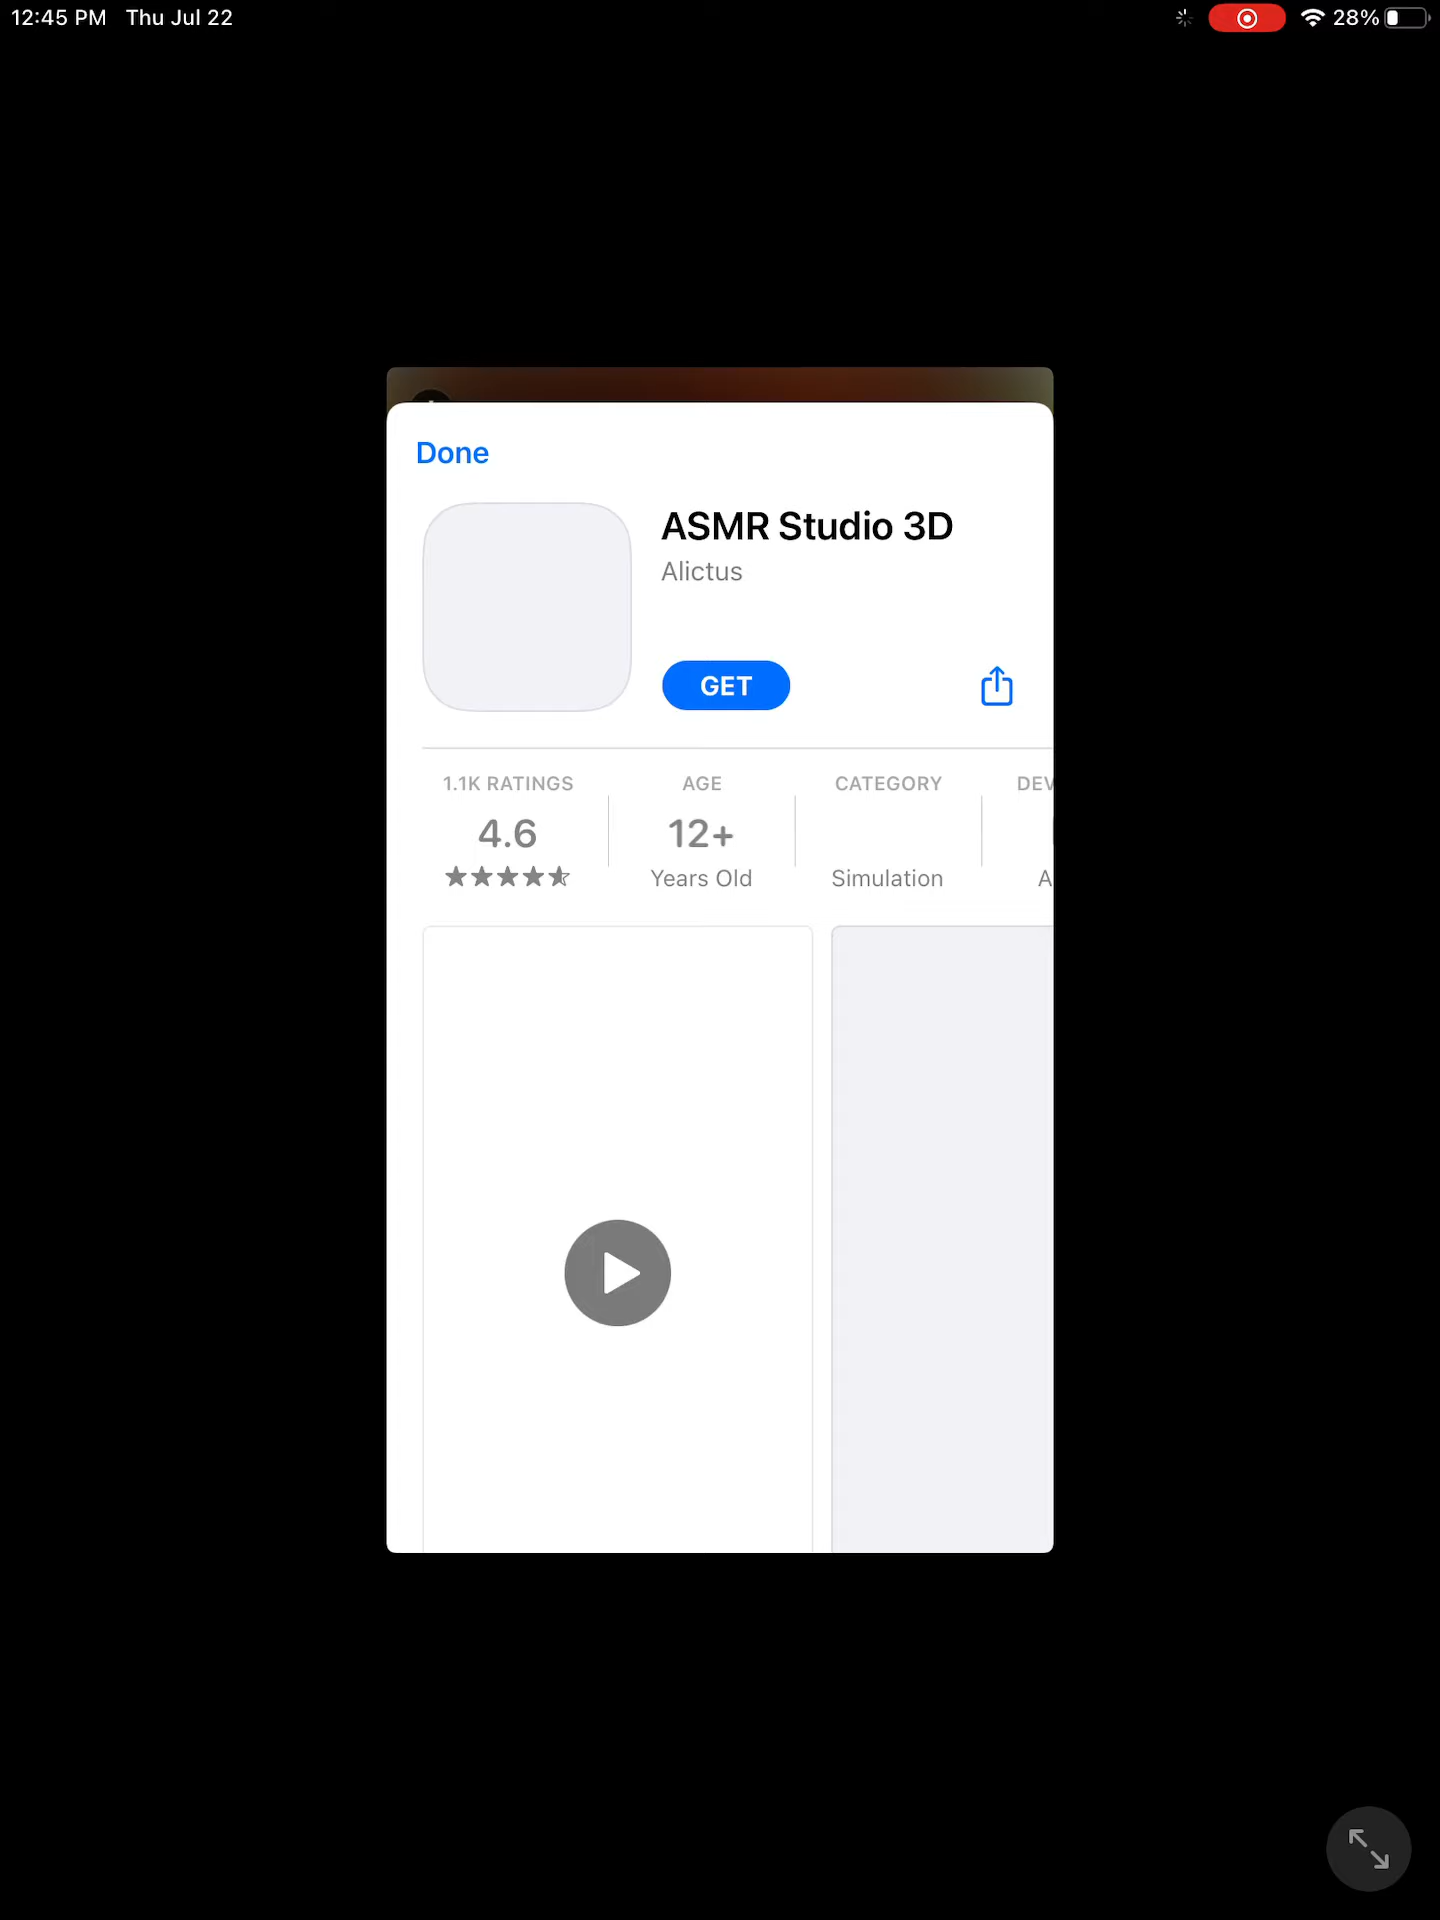 12:45 PM Thu Jul 22 28%
Done
ASMR Studio 3D
Alictus
GET
1.1K RATINGS AGE CATEGORY DEV
4.6 12+
Years Old Simulation A